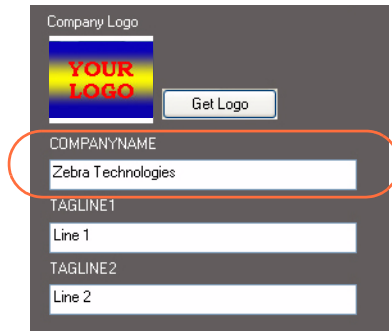 Company Logo
YOUR
LOGO
Get Logo
COMPANYNAME
Zebra Technologies
TAGLINE1
Line 1
TAGLINE2
Line 2